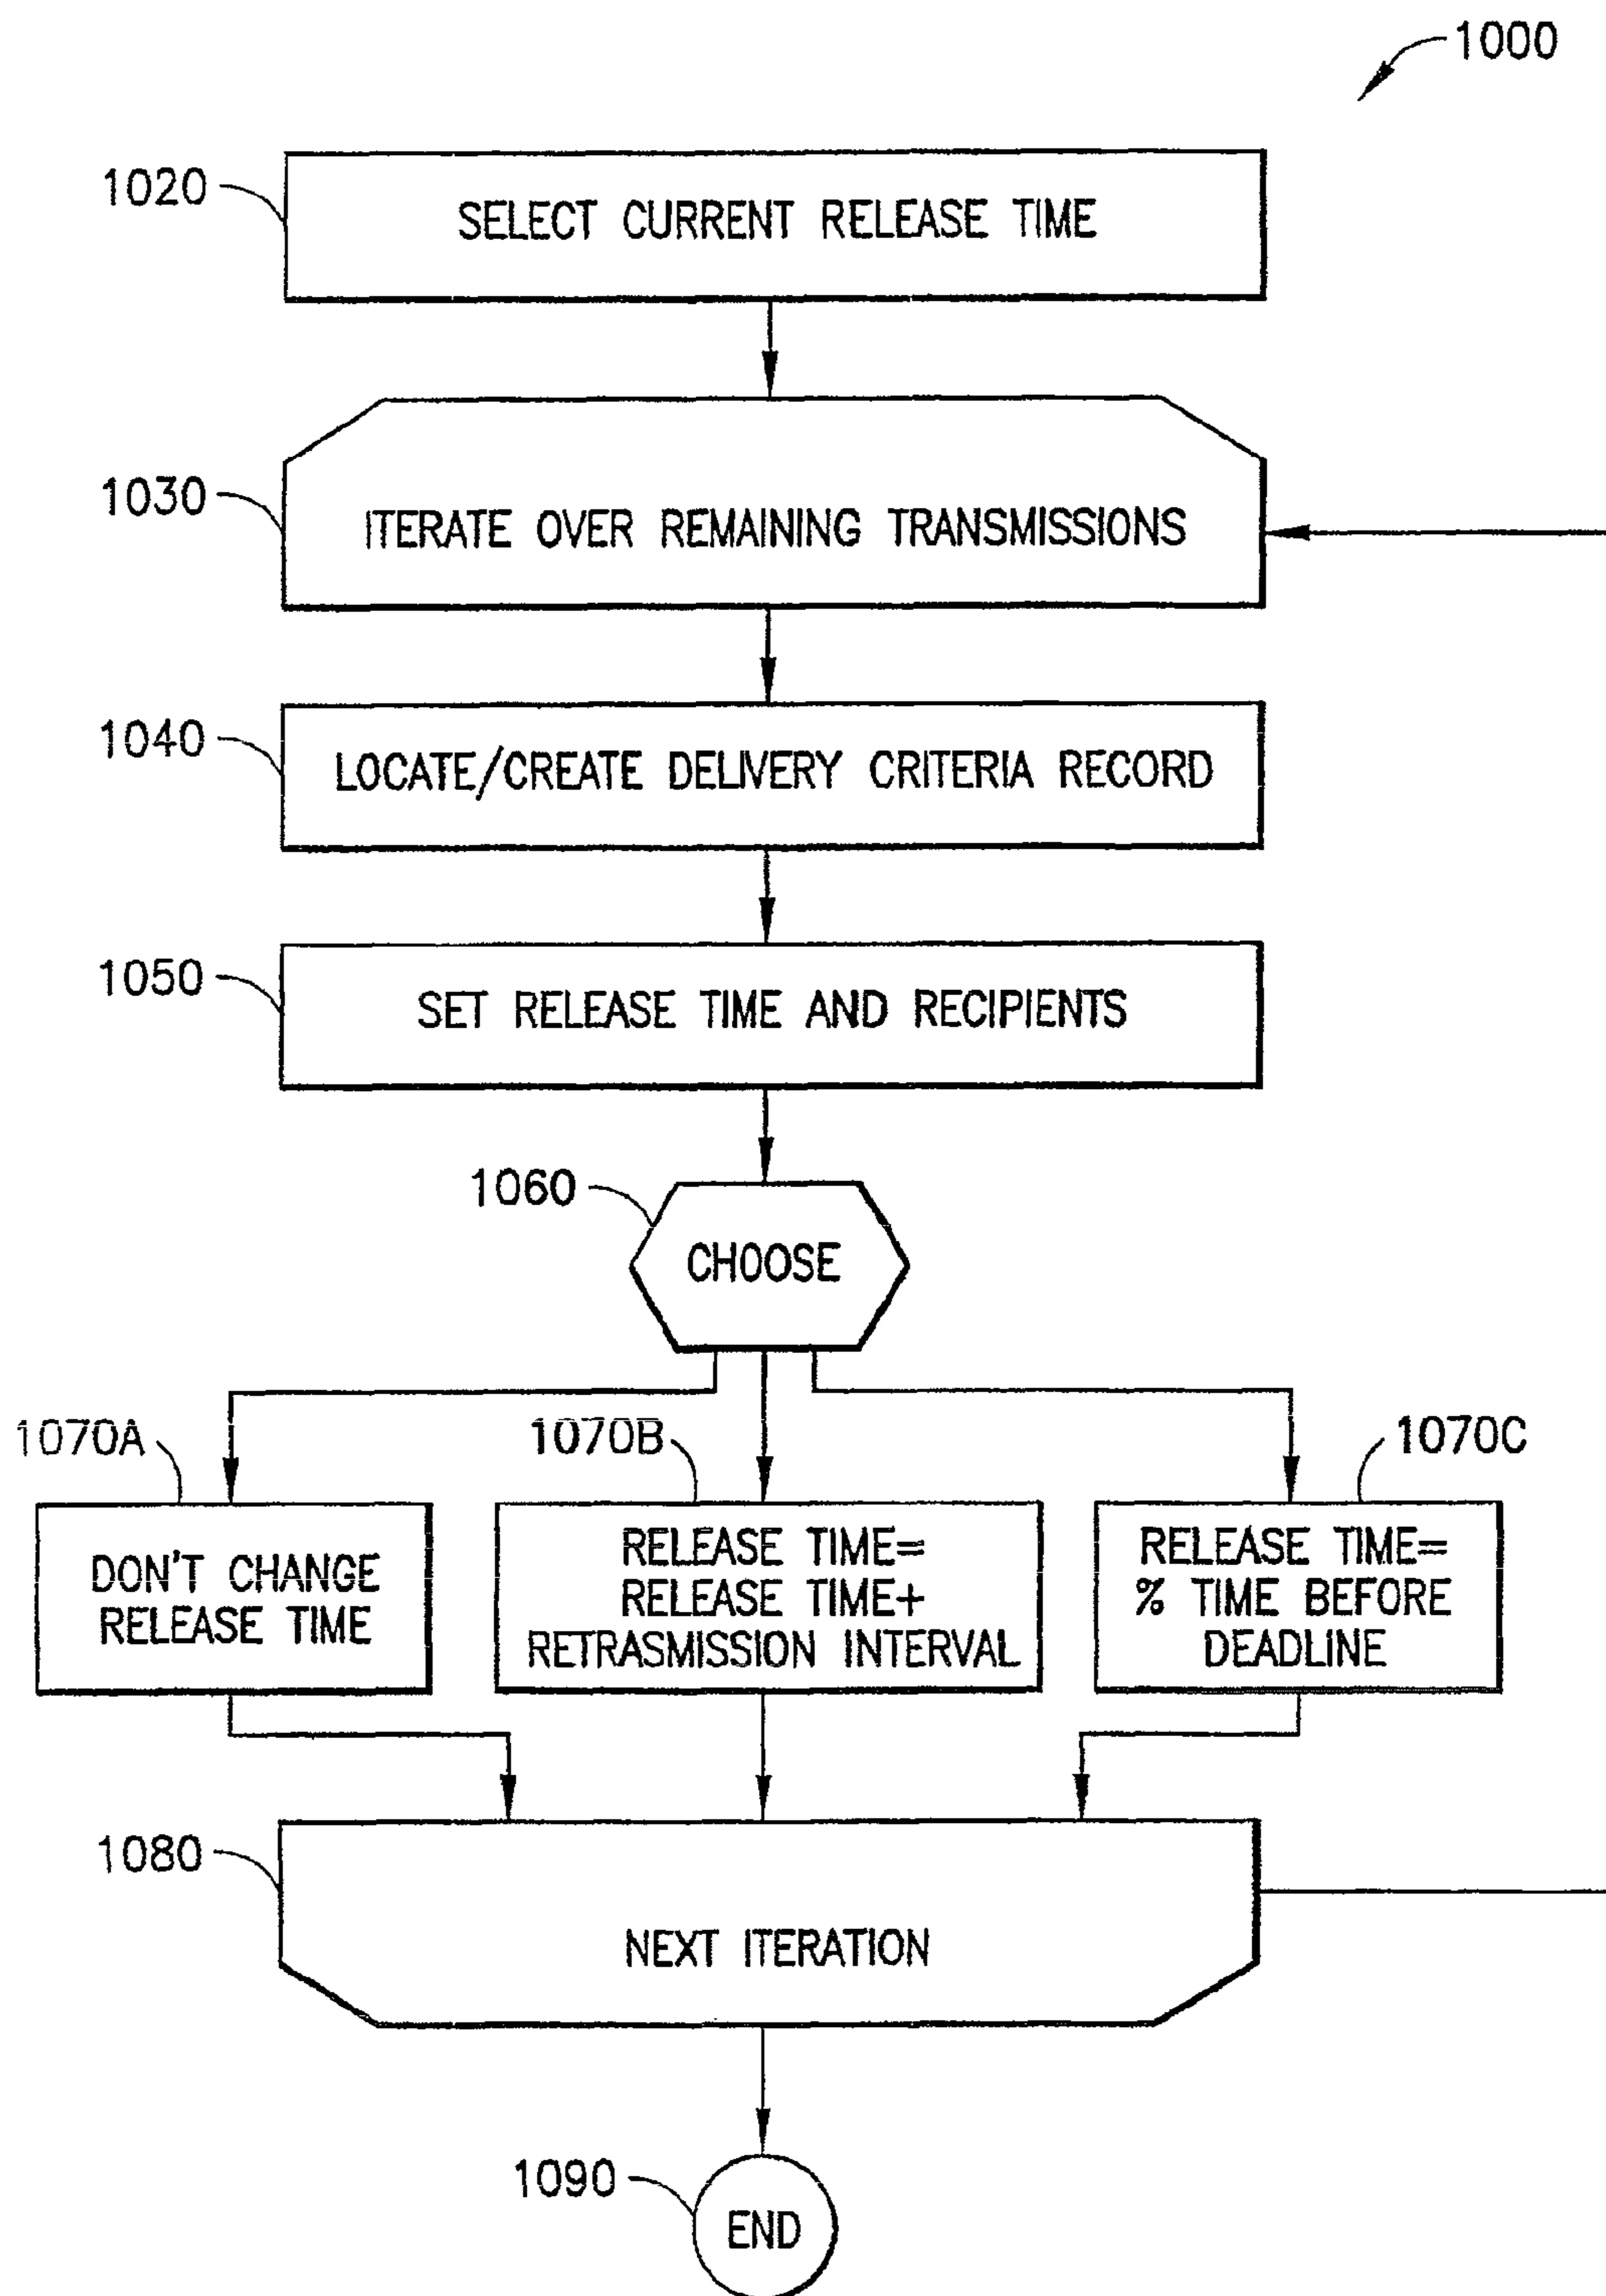 1000
1020
SELECT CURRENT RELEASE TIME
1030
ITERATE OVER REMAINING TRANSMISSIONS
1040
LOCATE/CREATE DELIVERY CRITERIA RECORD
1050
SET RELEASE TIME AND RECIPIENTS
1060
CHOOSE
1070A
DON'T CHANGE
RELEASE TIME
1070B
RELEASE TIME=
RELEASE TIME+
RETRASMISSION INTERVAL
1070C
RELEASE TIME=
% TIME BEFORE
DEADLINE
1080
NEXT ITERATION
1090
END